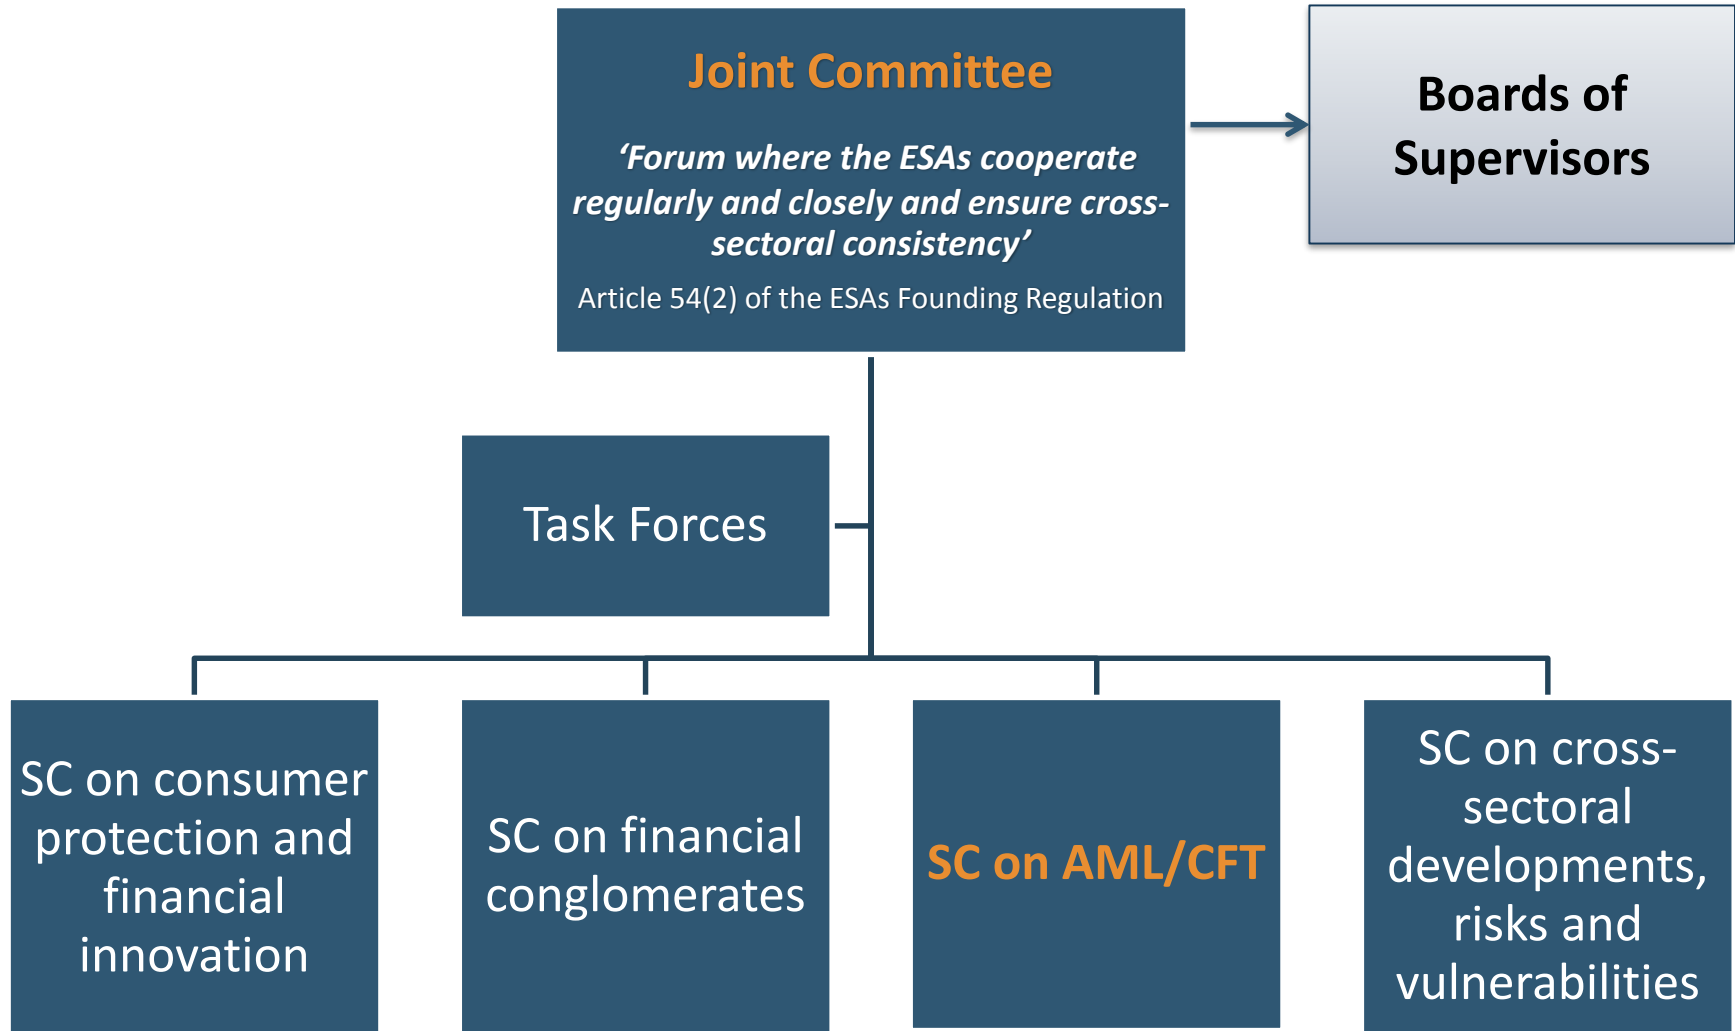 Joint Committee
‘Forum where the ESAs cooperate
regularly and closely and ensure cross-
sectoral consistency’
Article 54(2) of the ESAs Founding Regulation
Boards of
Supervisors
Task Forces
SC on consumer
protection and
financial
innovation
SC on financial
conglomerates
SC on AML/CFT
SC on cross-
sectoral
developments,
risks and
vulnerabilities